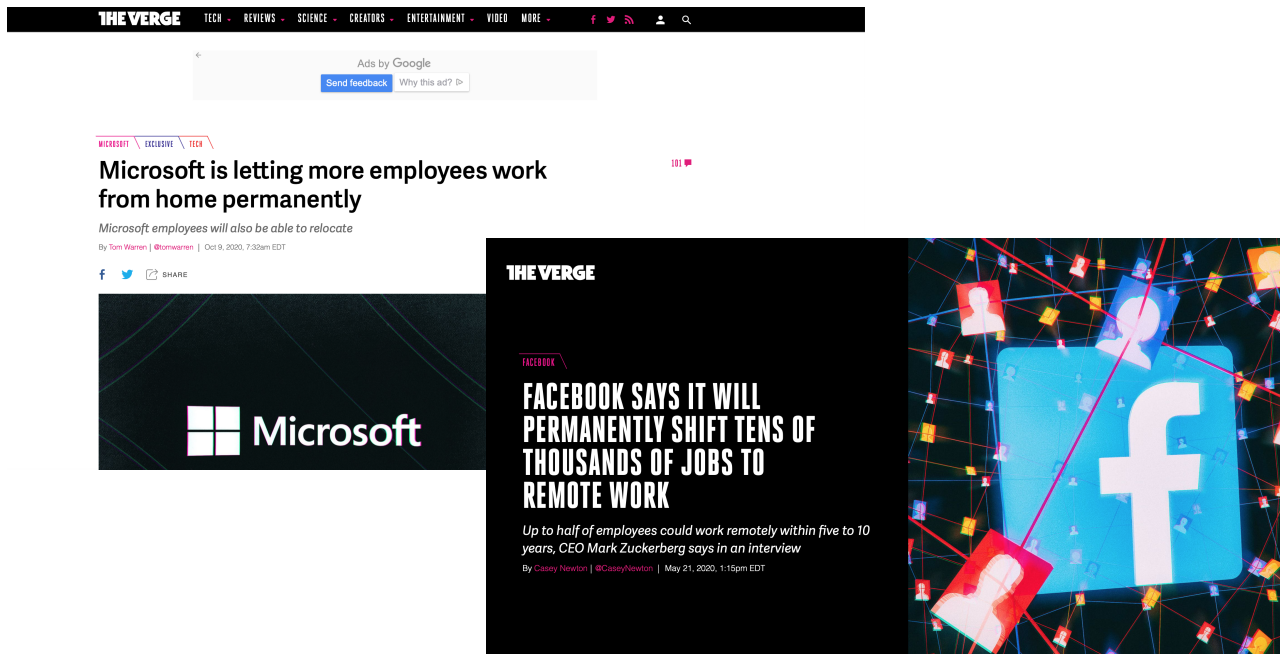 THE VERGE TECH REVIEWS SCIENCE CREATORS ENTERTAINMENT VIDEO MORE
Ads by Google
Send feedback Why this ad?
MICROSOFT EXCLUSIVE TECH
Microsoft is letting more employees work
from home permanently
101
Microsoft employees will also be able to relocate
By Tom Warren | @tomwarren | Oct 9, 2020, 7:32am EDT
SHARE
Microsoft
THE VERGE
FACEBOOK
FACEBOOK SAYS IT WILL
PERMANENTLY SHIFT TENS OF
THOUSANDS OF JOBS TO
REMOTE WORK
Up to half of employees could work remotely within five to 10
years, CEO Mark Zuckerberg says in an interview
By Casey Newton | @CaseyNewton | May 21, 2020, 1:15pm EDT
f